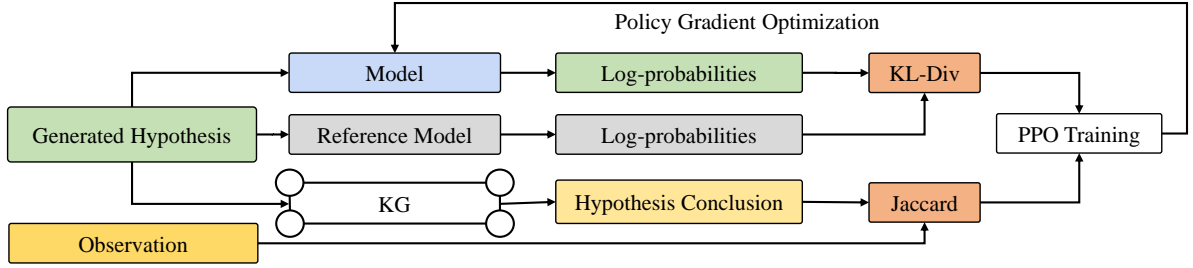 Policy Gradient Optimization
Model
Log-probabilities
KL-Div
Generated Hypothesis
Reference Model
Log-probabilities
PPO Training
KG
Hypothesis Conclusion
Jaccard
Observation